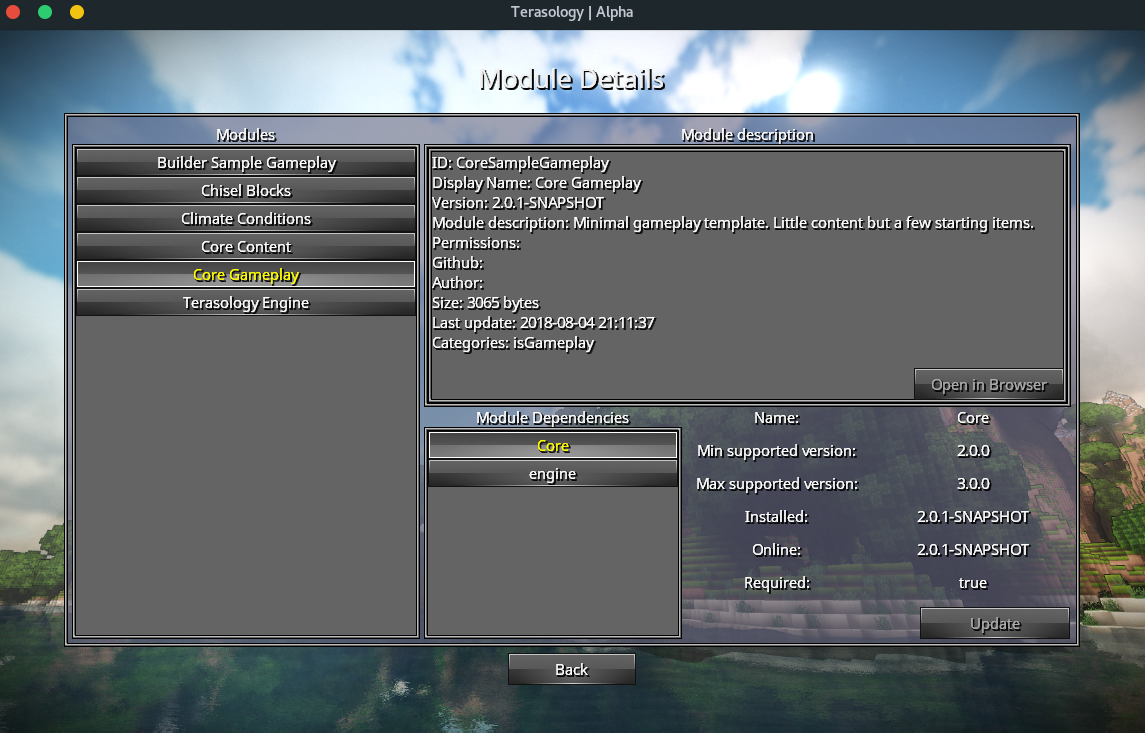 Terasology | Alpha
Module Details
Modules
Builder Sample Gameplay
Chisel Blocks
Climate Conditions
Core Content
Core Gameplay
Terasology Engine
Module description
ID: CoreSampleGameplay
Display Name: Core Gameplay
Version: 2.0.1-SNAPSHOT
Module description: Minimal gameplay template. Little content but a few starting items.
Permissions:
Github:
Author:
Size: 3065 bytes
Last update: 2018-08-04 21:11:37
Categories: isGameplay
Open in Browser
Module Dependencies
Core
engine
Name: Core
Min supported version: 2.0.0
Max supported version: 3.0.0
Installed: 2.0.1-SNAPSHOT
Online: 2.0.1-SNAPSHOT
Required: true
Update
Back